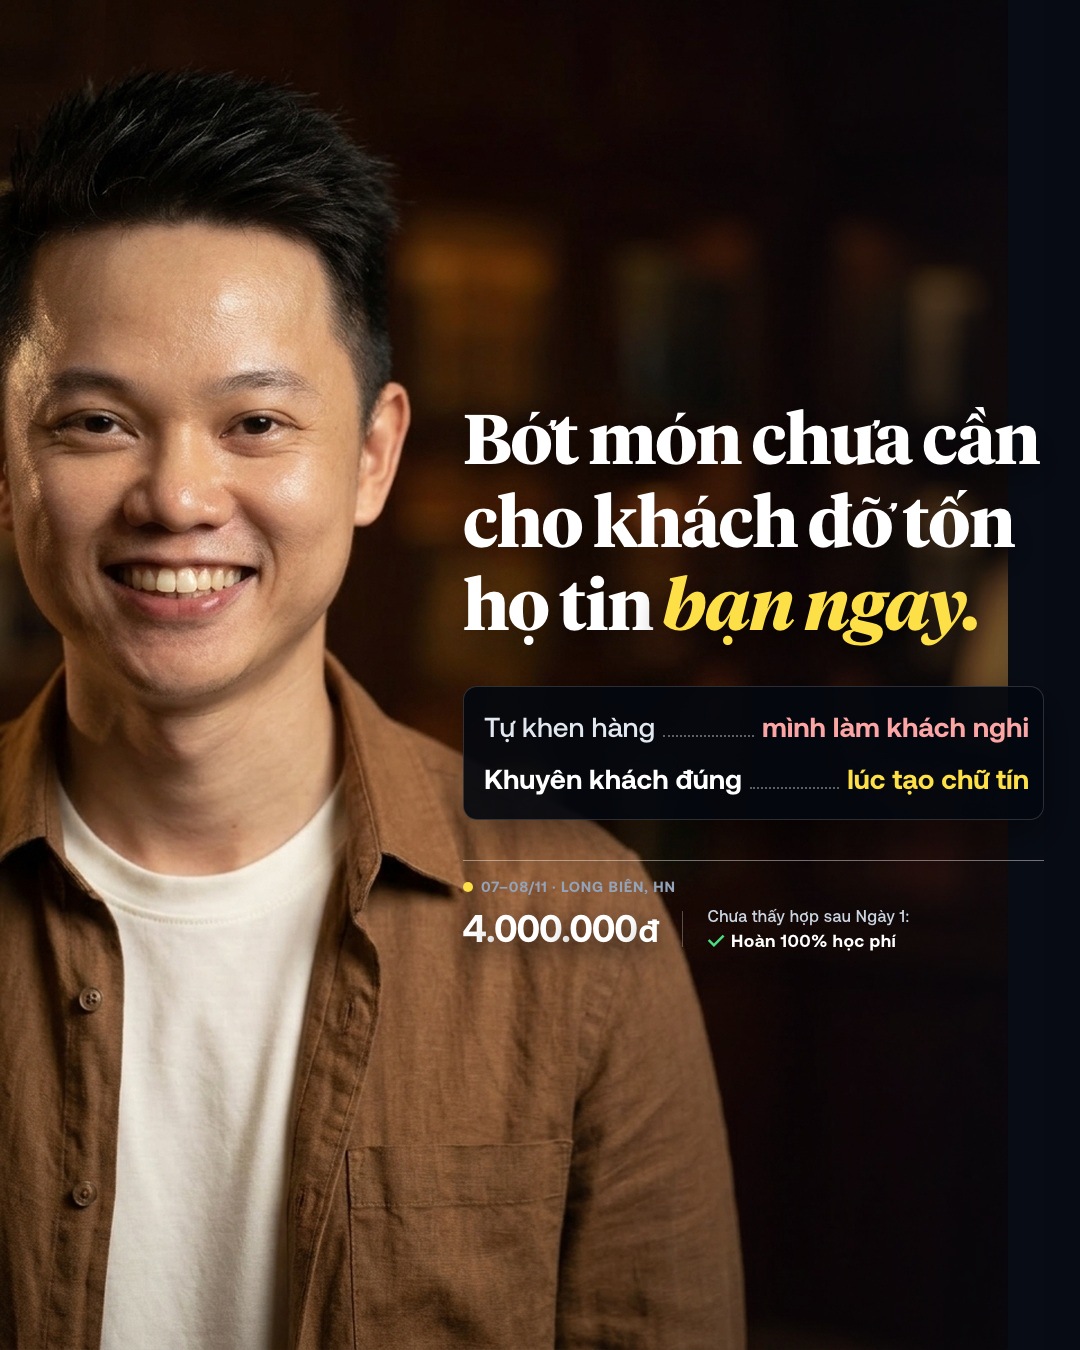 Bớt món chưa cần
cho khách đỡ tốn
họ tin bạn ngay.
Tự khen hàng ........ mình làm khách nghi
Khuyên khách đúng ........ lúc tạo chữ tín
07–08/11 · LONG BIÊN, HN
4.000.000đ
Chưa thấy hợp sau Ngày 1:
✓ Hoàn 100% học phí